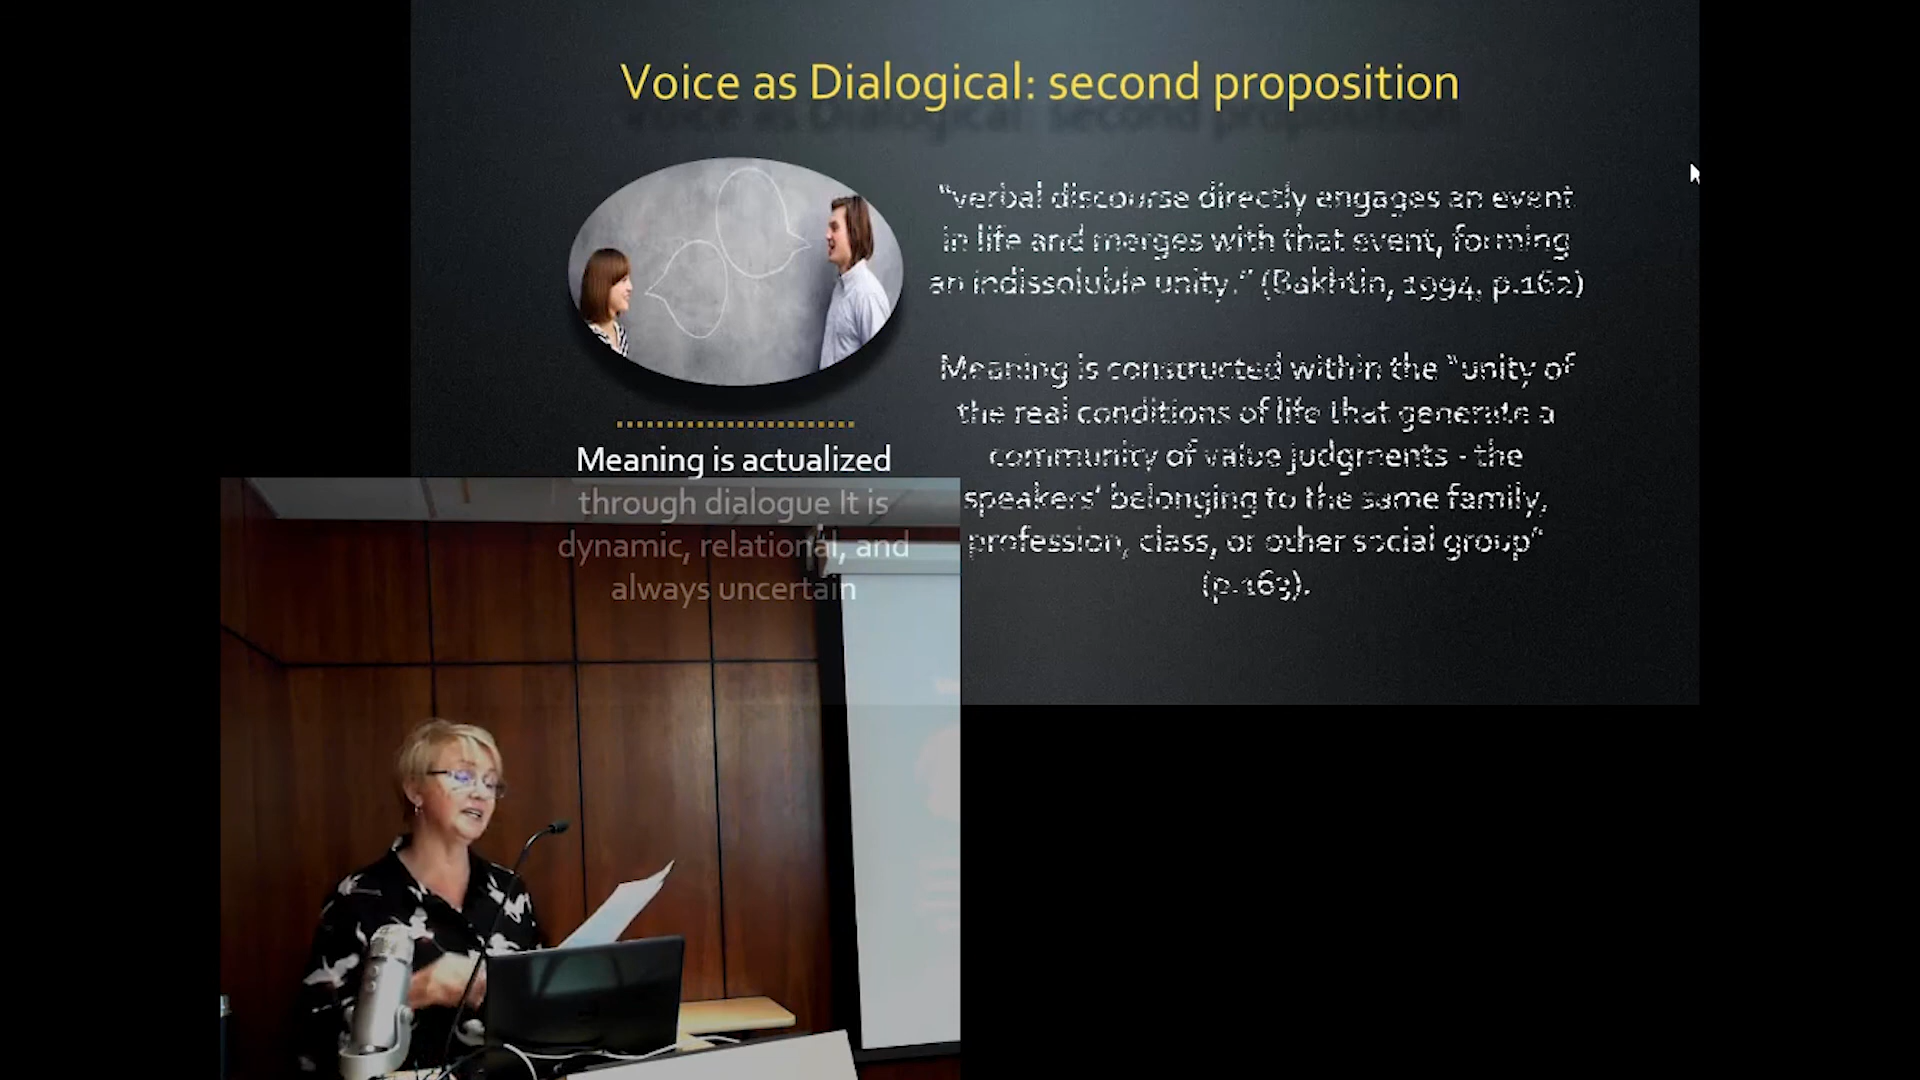 Voice as Dialogical: second proposition
Meaning is actualized
through dialogue It is
dynamic, relational, and
always uncertain
“verbal discourse directly engages an event
in life and merges with that event, forming
an indissoluble unity.” (Bakhtin, 1994, p.162)
Meaning is constructed within the “unity of
the real conditions of life that generate a
community of value judgments - the
speakers’ belonging to the same family,
profession, class, or other social group”
(p.163).